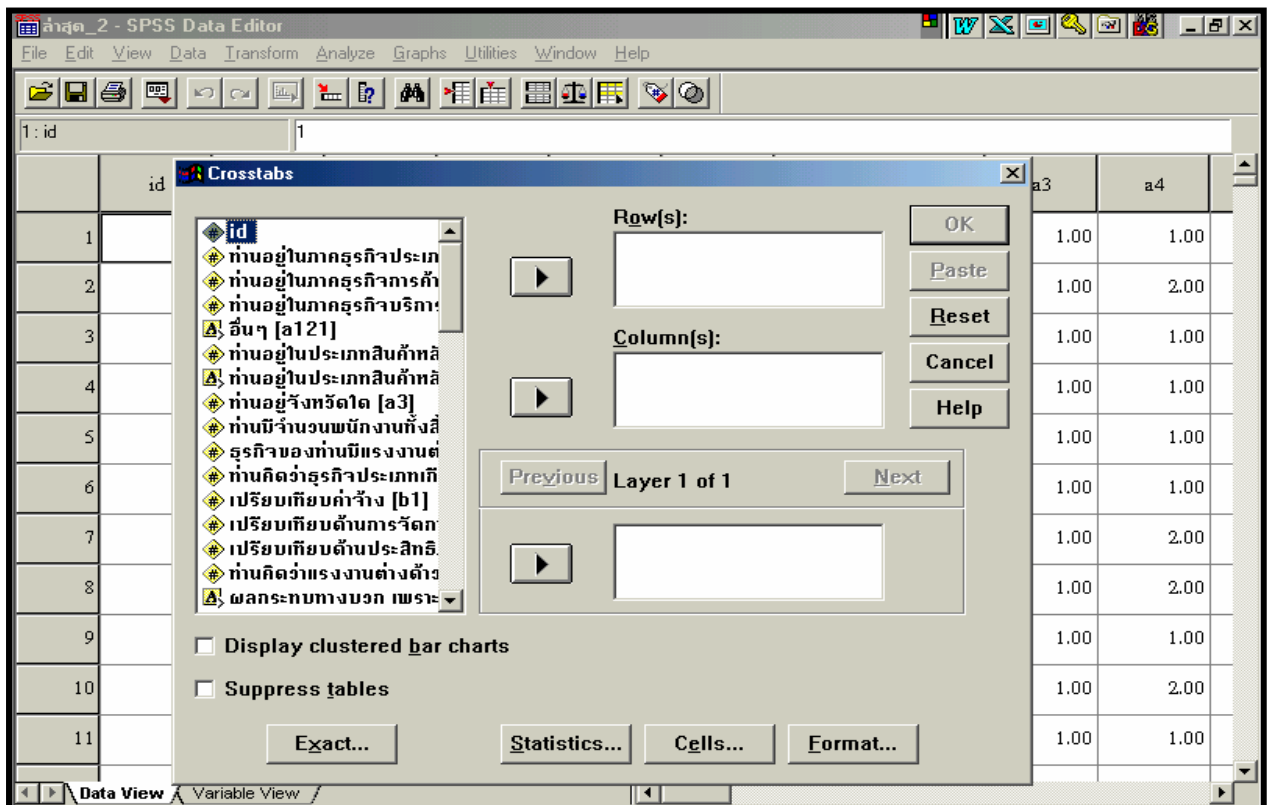 ล่าสุด_2 - SPSS Data Editor
File Edit View Data Transform Analyze Graphs Utilities Window Help
1 : id 1
id a3 a4
Crosstabs
id
ท่านอยู่ในภาคธุรกิจประเภ
ท่านอยู่ในภาคธุรกิจการค้า
ท่านอยู่ในภาคธุรกิจบริการ
อื่นๆ [a121]
ท่านอยู่ในประเภทสินค้าหลั
ท่านอยู่ในประเภทสินค้าหลั
ท่านอยู่จังหวัดใด [a3]
ท่านมีจำนวนพนักงานทั้งสิ้
ธุรกิจของท่านมีแรงงานต่
ท่านคิดว่าธุรกิจประเภทเกี
เปรียบเทียบค่าจ้าง [b1]
เปรียบเทียบด้านการจัดกา
เปรียบเทียบด้านประสิทธิ
ท่านคิดว่าแรงงานต่างด้าว
ผลกระทบทางบวก เพราะ
Row(s):
Column(s):
Previous Layer 1 of 1 Next
OK
Paste
Reset
Cancel
Help
Display clustered bar charts
Suppress tables
Exact... Statistics... Cells... Format...
1 1.00 1.00
2 1.00 2.00
3 1.00 1.00
4 1.00 1.00
5 1.00 1.00
6 1.00 1.00
7 1.00 2.00
8 1.00 2.00
9 1.00 1.00
10 1.00 2.00
11 1.00 1.00
Data View Variable View